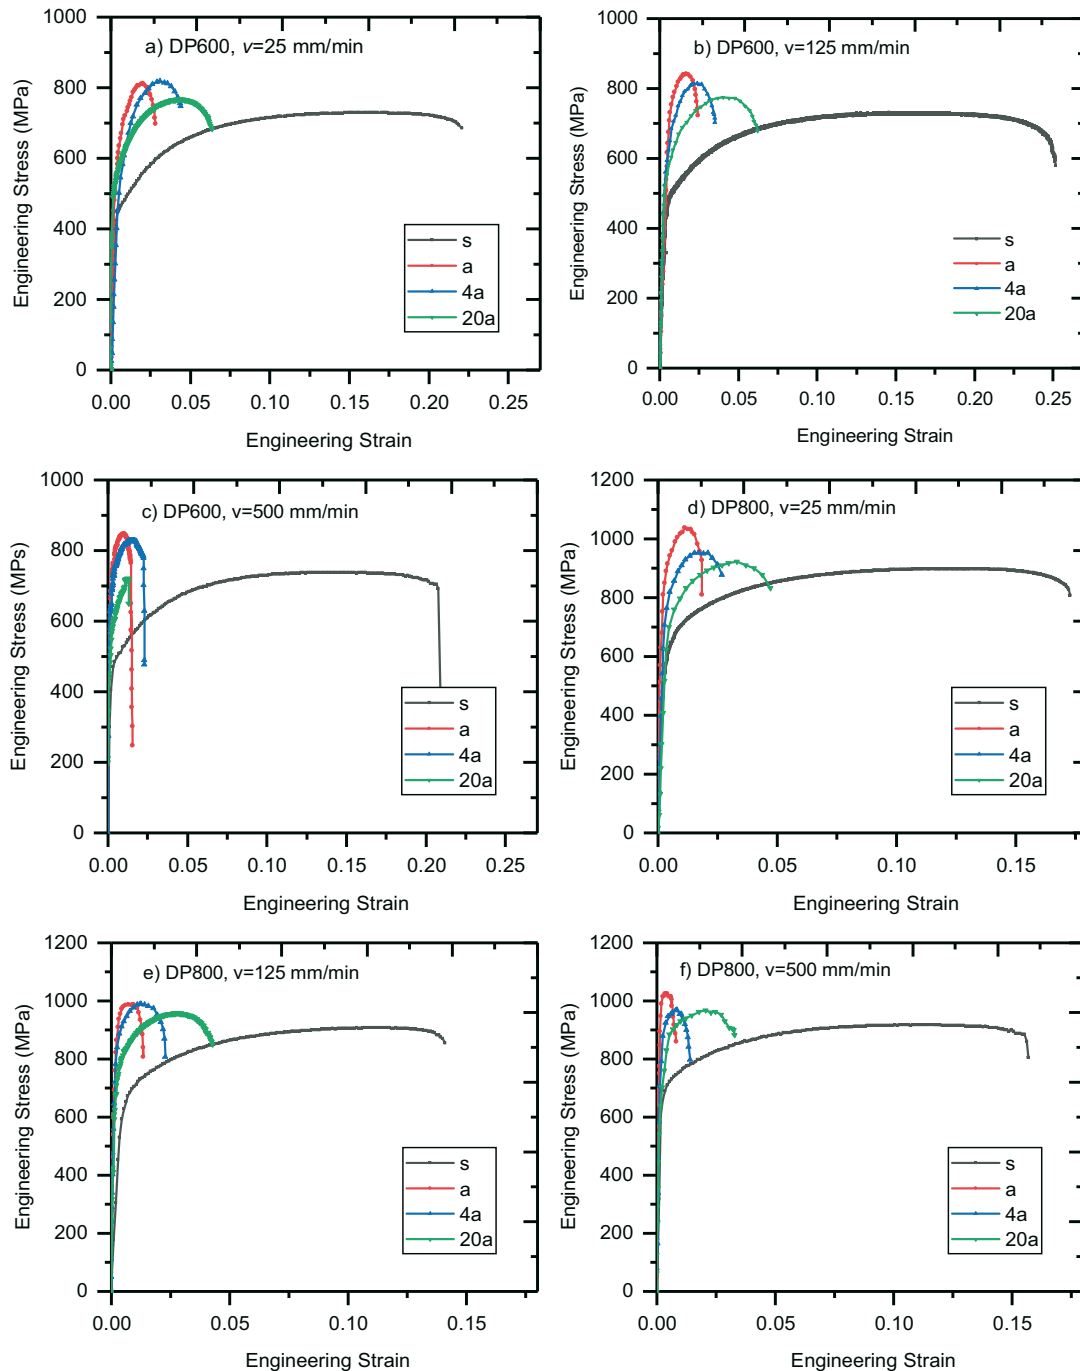 a) DP600, v=25 mm/min
Engineering Stress (MPa)
1000
800
600
400
200
0
s
a
4a
20a
0.00 0.05 0.10 0.15 0.20 0.25
Engineering Strain
b) DP600, v=125 mm/min
Engineering Stress (MPa)
1000
800
600
400
200
0
s
a
4a
20a
0.00 0.05 0.10 0.15 0.20 0.25
Engineering Strain
c) DP600, v=500 mm/min
Engineering Stress (MPs)
1000
800
600
400
200
0
s
a
4a
20a
0.00 0.05 0.10 0.15 0.20 0.25
Engineering Strain
d) DP800, v=25 mm/min
Engineering Stress (MPa)
1200
1000
800
600
400
200
0
s
a
4a
20a
0.00 0.05 0.10 0.15
Engineering Strain
e) DP800, v=125 mm/min
Engineering Stress (MPa)
1200
1000
800
600
400
200
0
s
a
4a
20a
0.00 0.05 0.10 0.15
Engineering Strain
f) DP800, v=500 mm/min
Engineering Stress (MPa)
1200
1000
800
600
400
200
0
s
a
4a
20a
0.00 0.05 0.10 0.15
Engineering Strain